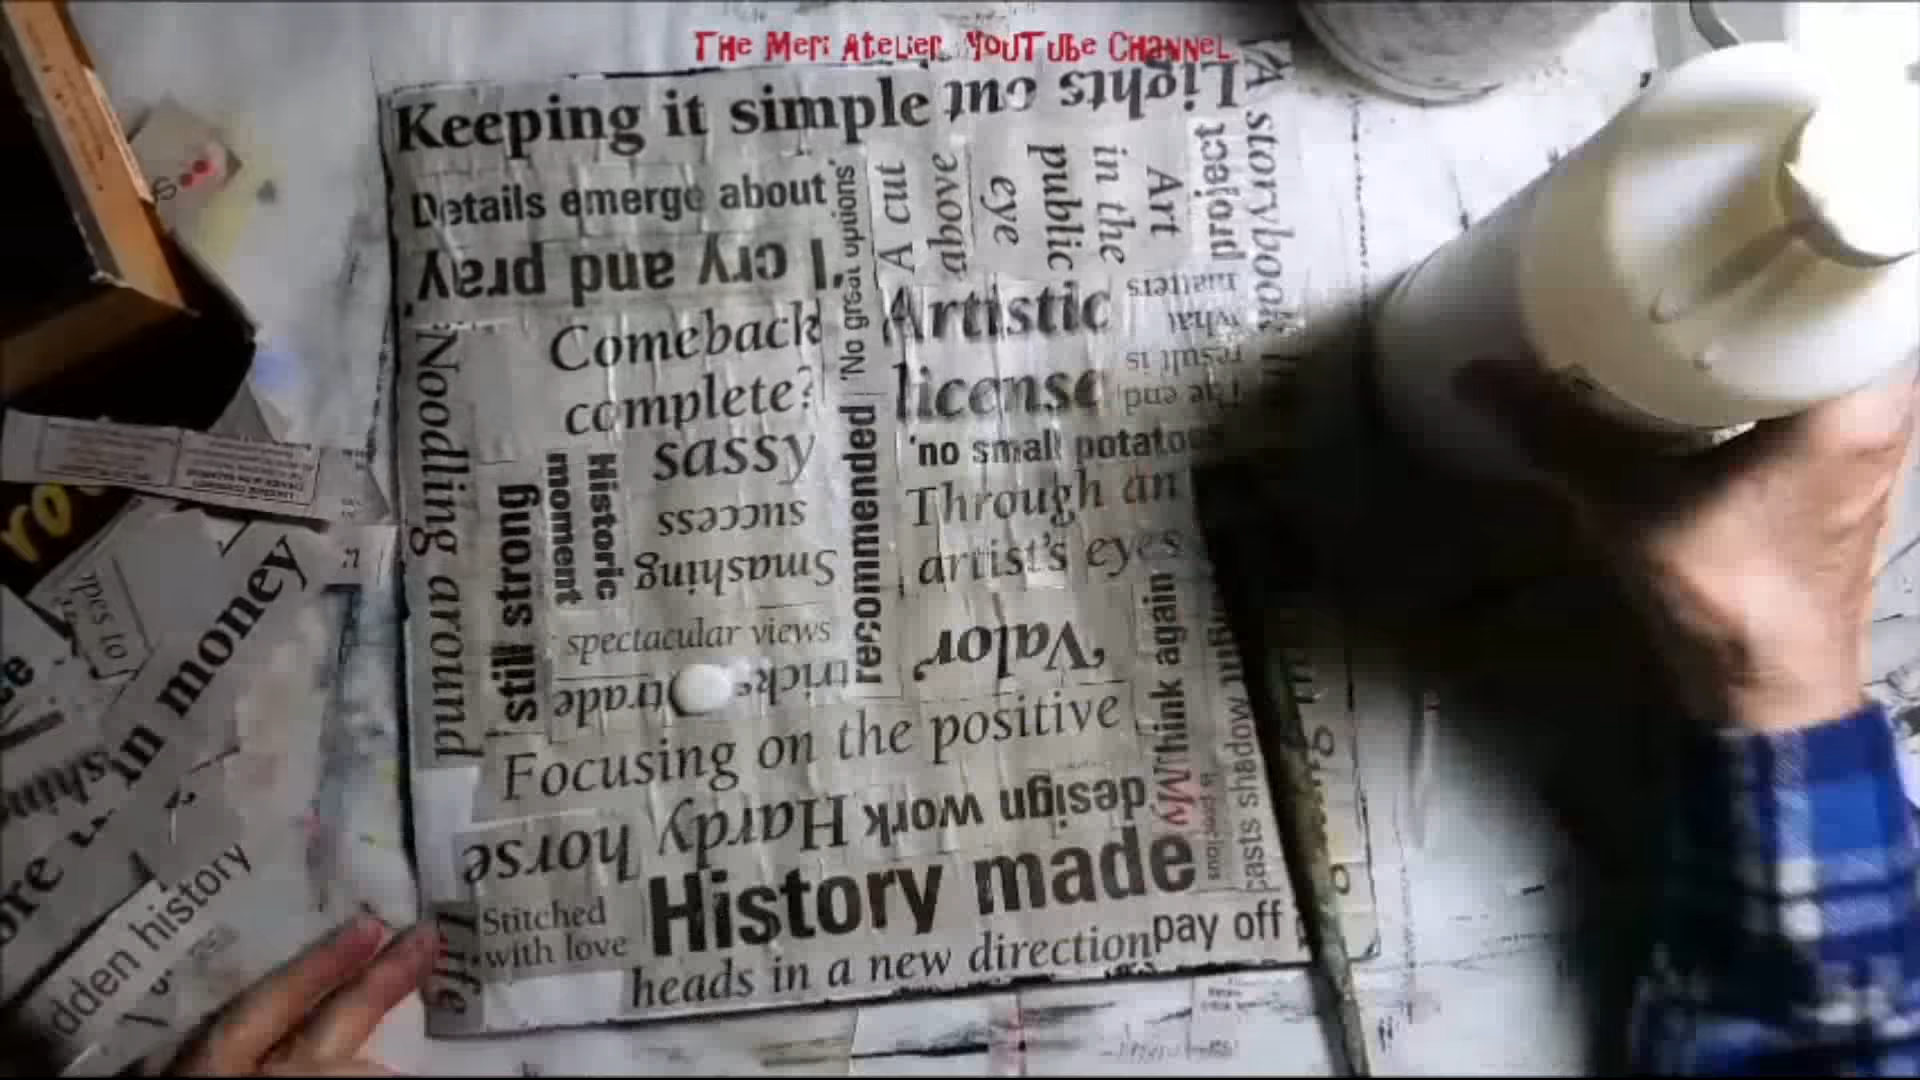 The Meri Atelier YouTube Channel
Keeping it simple
Lights out
A storybook
Details emerge about
'I cry and pray'
'No great options'
A cut
above
Art
in the
public
eye
project
Comeback
complete?
Artistic
license
The end
result is
what
matters
Noodling around
sassy
success
Smashing
Historic
moment
still strong
recommended
'no small potatoes
Through an
artist's eyes
spectacular views
tricks
trade
'Valor'
Think again
My
casts shadow
Focusing on the positive
design work
Hardy
horse
History made
Stitched
with love
Life
heads in a new direction
pay off
in money
dden history